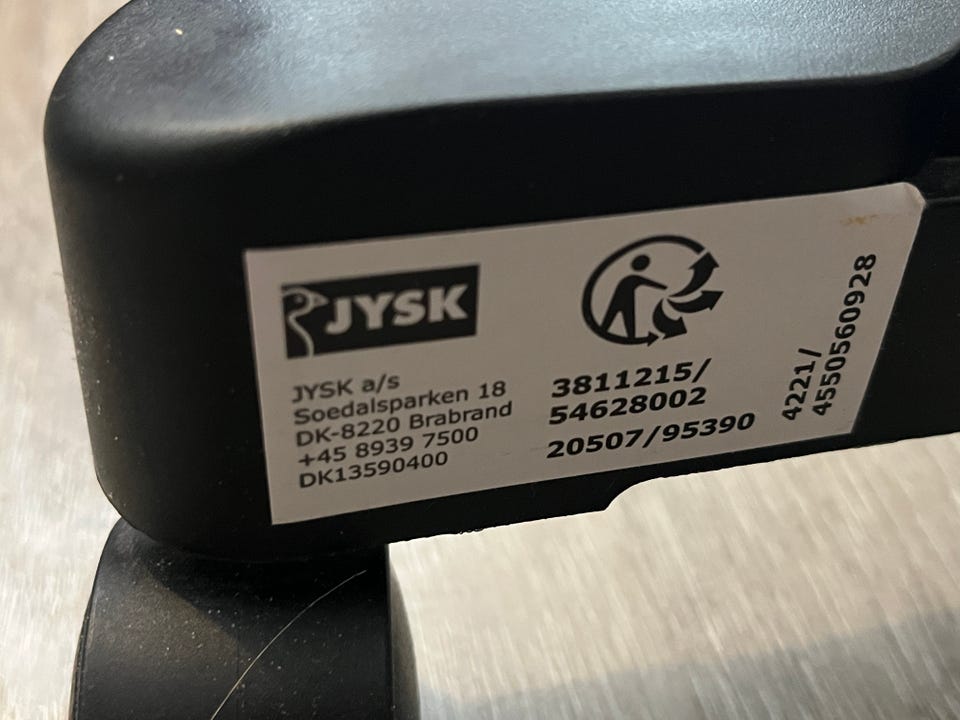 JYSK
JYSK a/s
Soedalsparken 18
DK-8220 Brabrand
+45 8939 7500
DK13590400
3811215/
54628002
20507/95390
4221/
4550560928